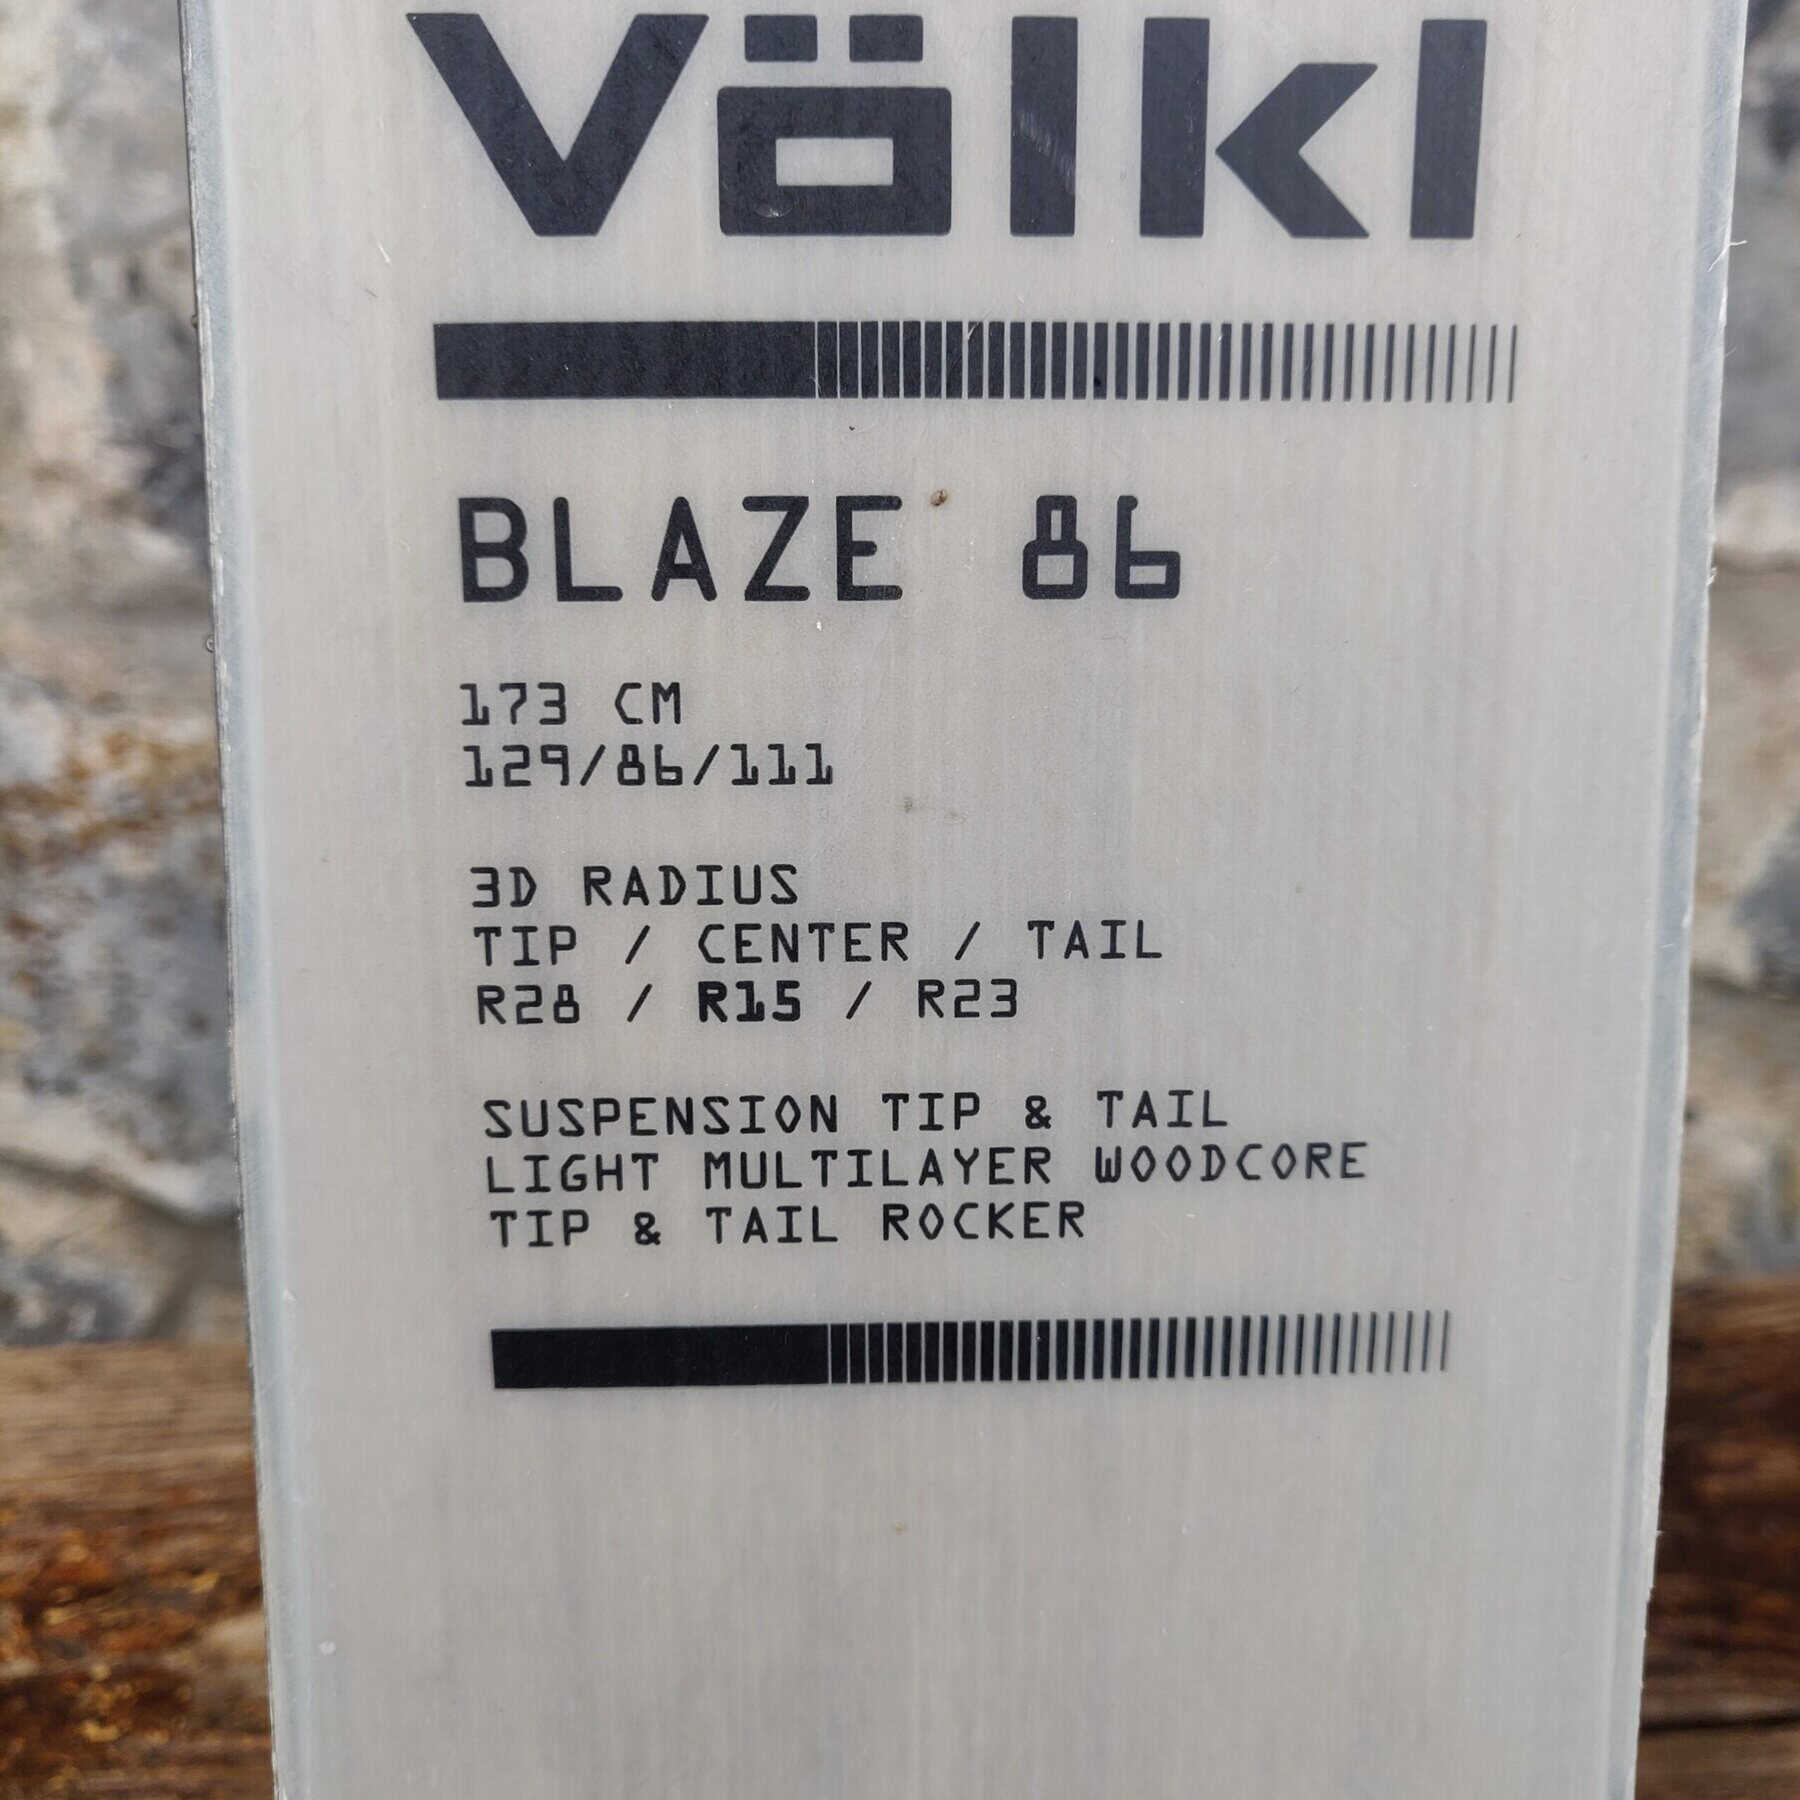 Völkl
BLAZE 86
173 CM
129/86/111
3D RADIUS
TIP / CENTER / TAIL
R28 / R15 / R23
SUSPENSION TIP & TAIL
LIGHT MULTILAYER WOODCORE
TIP & TAIL ROCKER